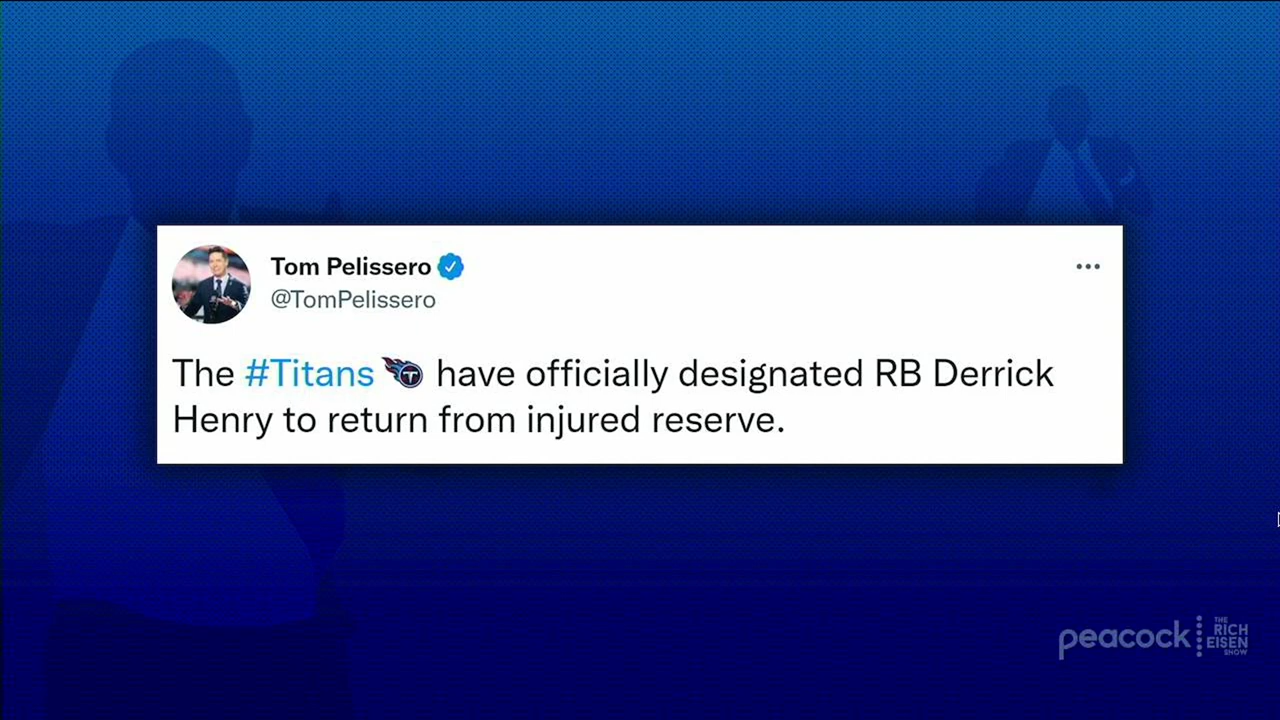 Tom Pelissero
@TomPelissero
The #Titans have officially designated RB Derrick
Henry to return from injured reserve.
peacock
THE
RICH
EISEN
SHOW